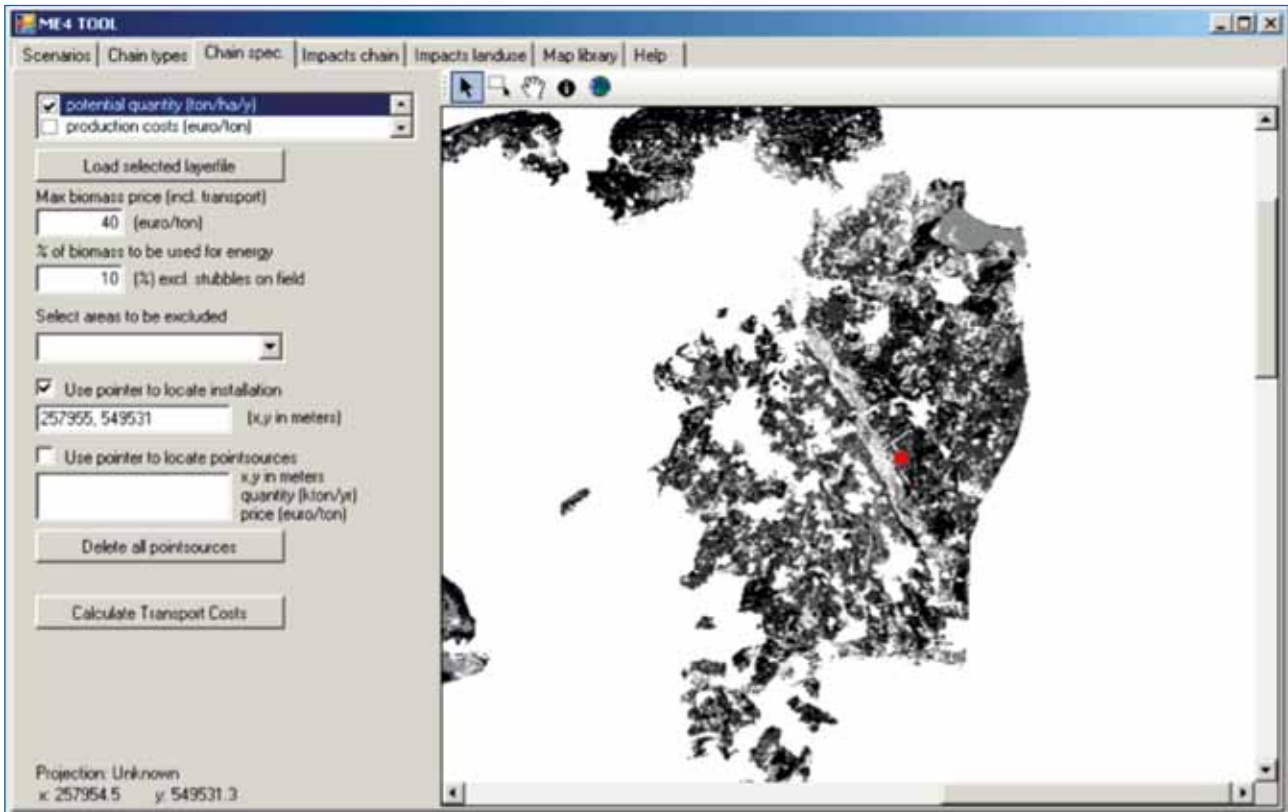 ME4 TOOL
Scenarios Chain types Chain spec. Impacts chain Impacts landuse Map library Help
potential quantity (ton/ha/y)
production costs (euro/ton)
Load selected layerfile
Max biomass price (incl. transport)
40 (euro/ton)
% of biomass to be used for energy
10 (%) excl. stubbles on field
Select areas to be excluded
Use pointer to locate installation
257955, 549531 (x,y in meters)
Use pointer to locate pointsources
x,y in meters
quantity (kton/yr)
price (euro/ton)
Delete all pointsources
Calculate Transport Costs
Projection: Unknown
x: 257954.5 y: 549531.3